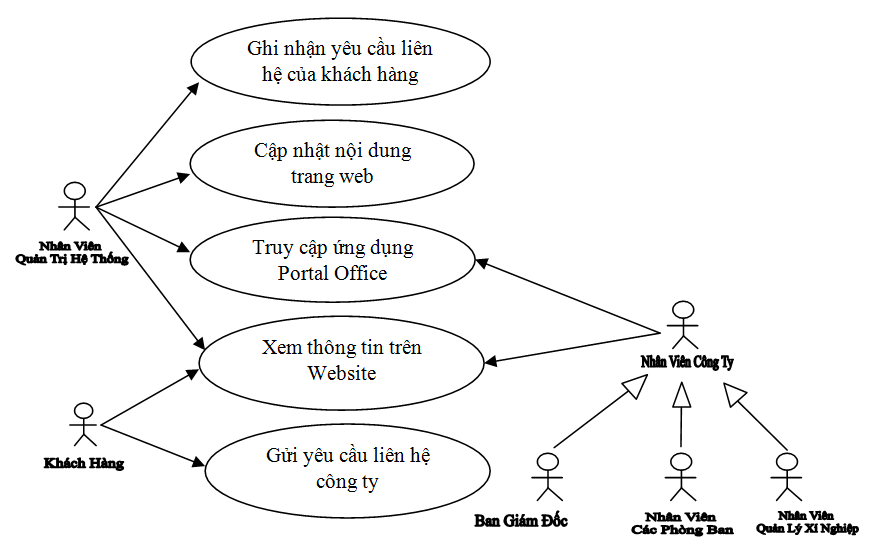 Ghi nhận yêu cầu liên
hệ của khách hàng
Cập nhật nội dung
trang web
Nhân Viên
Quản Trị Hệ Thống
Truy cập ứng dụng
Portal Office
Xem thông tin trên
Website
Nhân Viên Công Ty
Khách Hàng
Gửi yêu cầu liên hệ
công ty
Ban Giám Đốc
Nhân Viên
Các Phòng Ban
Nhân Viên
Quản Lý Xí Nghiệp